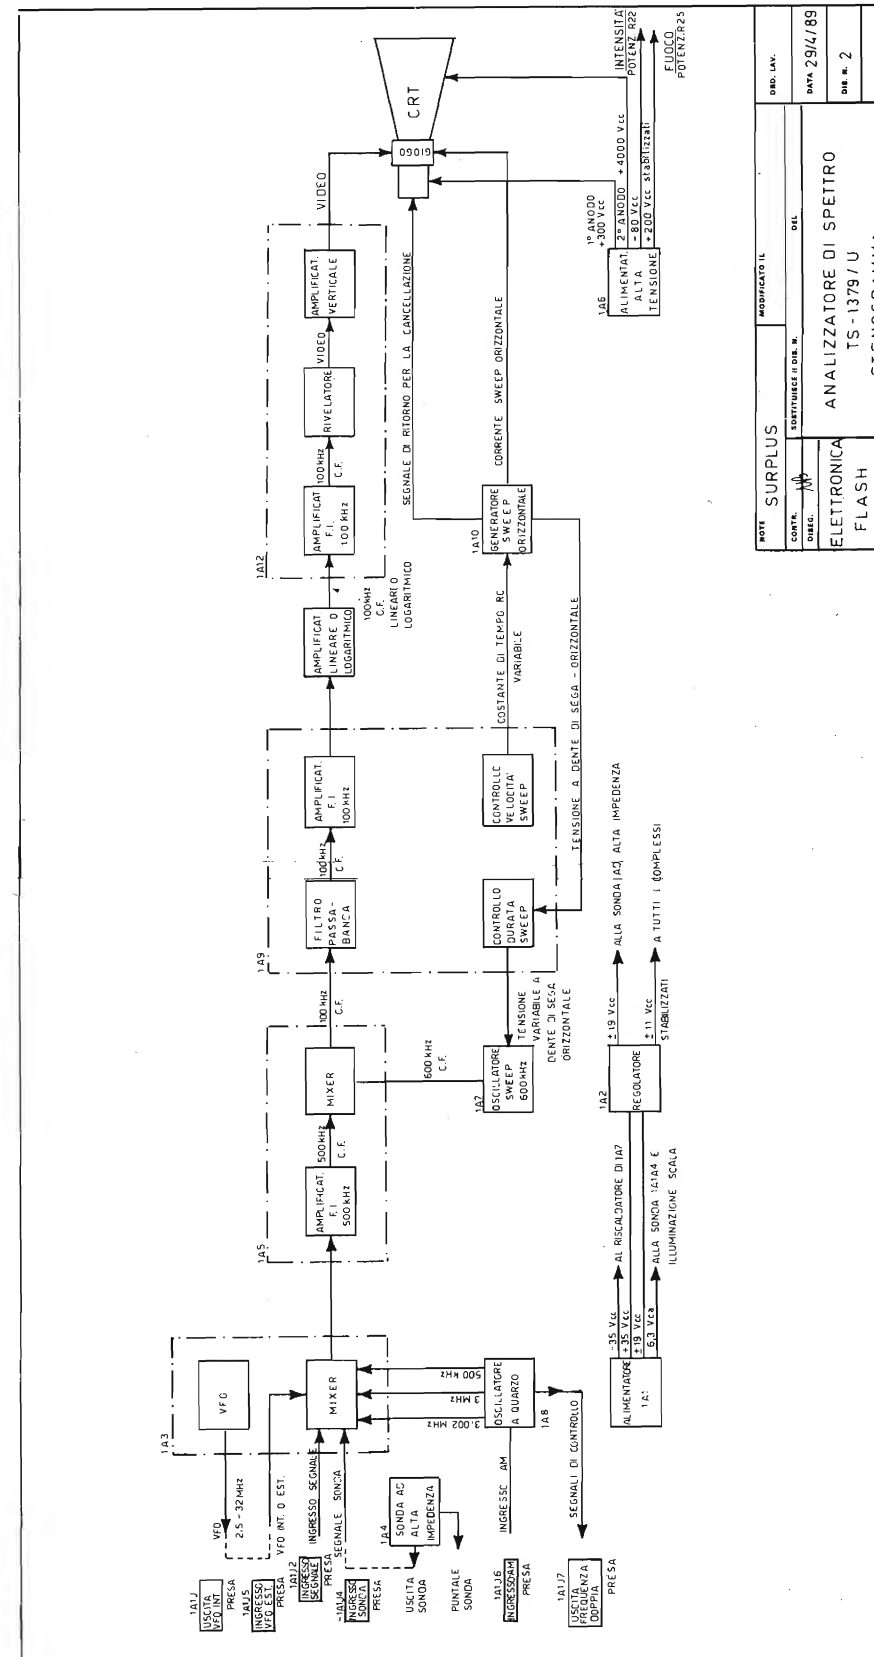 1A1J
USCITA
VFO INT
PRESA
1A1J5
INGRESSO
VFO EST.
PRESA
1A1J2
INGRESSO
SEGNALE
PRESA
1A1J4
INGRESSO
SONDA
PRESA
USCITA
SONDA
PUNTALE
SONDA
1A1J6
INGRESSO AM
PRESA
1A1J7
USCITA
FREQUENZA
DOPPIA
PRESA
VFO
2.5 - 32 MHz
VFO INT. O EST.
INGRESSO SEGNALE
SEGNALE SONDA
1A4
SONDA AD
ALTA
IMPEDENZA
INGRESSO AM
SEGNALI DI CONTROLLO
1A3
VFO
MIXER
500 kHz
3 MHz
3.002 MHz
OSCILLATORE
A QUARZO
1A8
1A5
AMPLIFICAT.
F.I.
500 kHz
500 kHz
C.F.
MIXER
100 kHz
C.F.
600 kHz
C.F.
1A7
OSCILLATORE
SWEEP
600 kHz
TENSIONE
VARIABILE A
DENTE DI SEGA
ORIZZONTALE
1A9
FILTRO
PASSA-
BANCA
100 kHz
C.F.
AMPLIFICAT.
F.I.
100 kHz
CONTROLLO
DURATA
SWEEP
CONTROLLO
VELOCITA'
SWEEP
AMPLIFICAT
LINEARE O
LOGARITMICO
100 kHz
C.F.
LINEARE O
LOGARITMICO
COSTANTE DI TEMPO RC
VARIABILE
TENSIONE A DENTE DI SEGA - ORIZZONTALE
1A12
AMPLIFICAT
F.I.
100 kHz
100 kHz
C.F.
RIVELATORE
VIDEO
AMPLIFICAT.
VERTICALE
VIDEO
1A10
GENERATORE
SWEEP
ORIZZONTALE
SEGNALE DI RITORNO PER LA CANCELLAZIONE
CORRENTE SWEEP ORIZZONTALE
GIOGO
CRT
1A6
ALIMENTAT.
ALTA
TENSIONE
1° ANODO
+300 Vcc
2° ANODO +4000 Vcc
-80 Vcc
+200 Vcc stabilizzati
INTENSITA'
POTENZ. R22
FUOCO
POTENZ. R25
ALIMENTATORE
1A1
-35 Vcc
AL RISCALDATORE DI 1A7
+35 Vcc
±19 Vcc
6,3 Vca
ALLA SONDA 1A1A4 E
ILLUMINAZIONE SCALA
1A2
REGOLATORE
±19 Vcc
ALLA SONDA AD ALTA IMPEDENZA
±11 Vcc
STABILIZZATI
A TUTTI I COMPLESSI
NOTE
SURPLUS
MODIFICATO IL
ORD. LAV.
CONTR.
DISEG.
SOSTITUISCE IL DIS. N.
DEL
DATA 29/4/89
DIS. N. 2
ELETTRONICA
FLASH
ANALIZZATORE DI SPETTRO
TS-1379/U